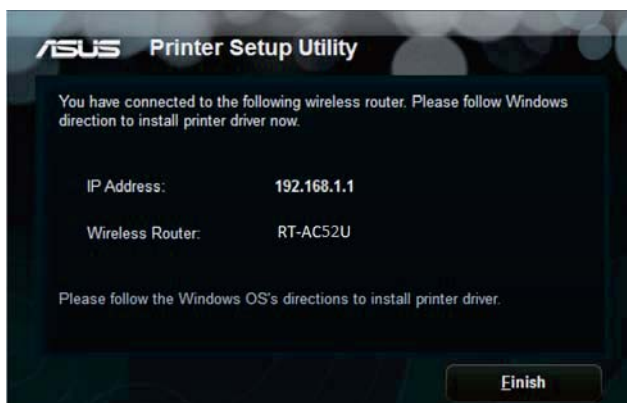 ASUS Printer Setup Utility
You have connected to the following wireless router. Please follow Windows
direction to install printer driver now.
IP Address: 192.168.1.1
Wireless Router: RT-AC52U
Please follow the Windows OS's directions to install printer driver.
Finish